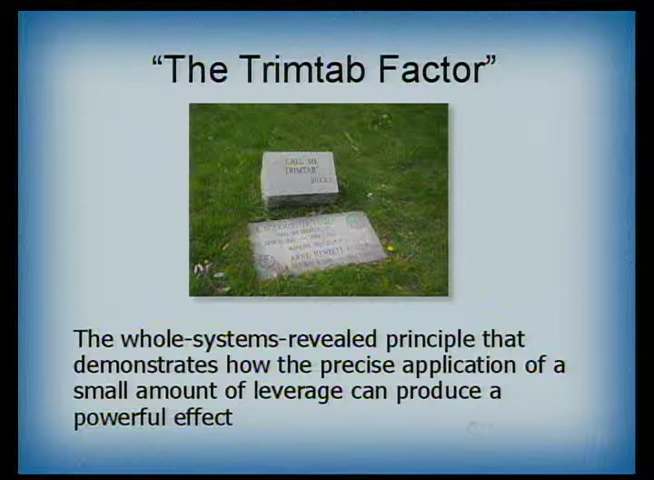 “The Trimtab Factor”
"CALL ME
TRIMTAB"
BUCKY
The whole-systems-revealed principle that
demonstrates how the precise application of a
small amount of leverage can produce a
powerful effect